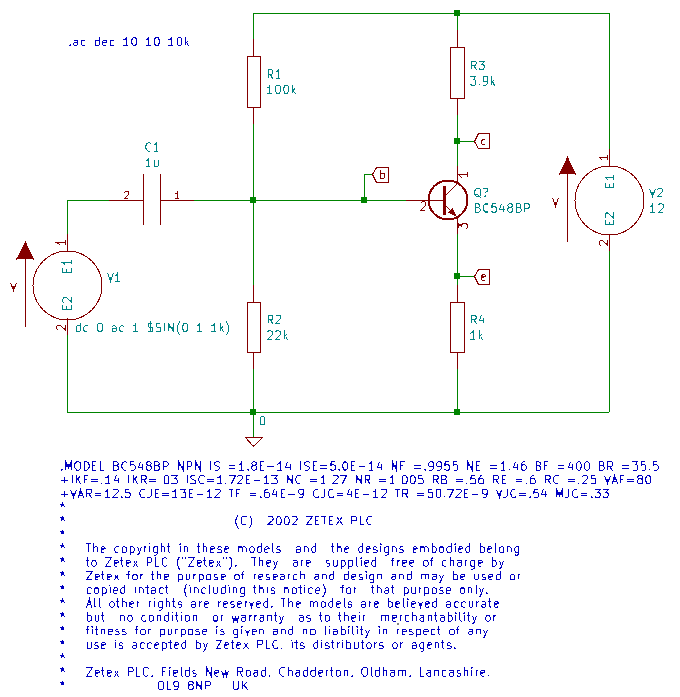 .ac dec 10 10 10k
R1
100k
R3
3.9k
c
C1
1u
2
1
b
1
Q?
BC548BP
2
3
1
E1
V
E2
2
V2
12
1
E1
V
E2
2
V1
dc 0 ac 1 $SIN(0 1 1k)
R2
22k
e
R4
1k
0
.MODEL BC548BP NPN IS =1.8E-14 ISE=5.0E-14 NF =.9955 NE =1.46 BF =400 BR =35.5
+IKF=.14 IKR=.03 ISC=1.72E-13 NC =1.27 NR =1.005 RB =.56 RE =.6 RC =.25 VAF=80
+VAR=12.5 CJE=13E-12 TF =.64E-9 CJC=4E-12 TR =50.72E-9 VJC=.54 MJC=.33
*
* (C) 2002 ZETEX PLC
*
* The copyright in these models and the designs embodied belong
* to Zetex PLC ("Zetex"). They are supplied free of charge by
* Zetex for the purpose of research and design and may be used or
* copied intact (including this notice) for that purpose only.
* All other rights are reserved. The models are believed accurate
* but no condition or warranty as to their merchantability or
* fitness for purpose is given and no liability in respect of any
* use is accepted by Zetex PLC, its distributors or agents.
*
* Zetex PLC, Fields New Road, Chadderton, Oldham, Lancashire.
* OL9 8NP UK